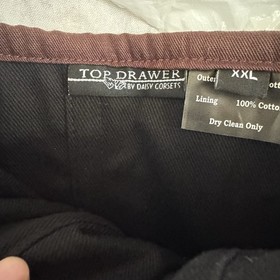 TOP DRAWER
BY DAISY CORSETS
XXL
Outer
Lining 100% Cotton
Dry Clean Only